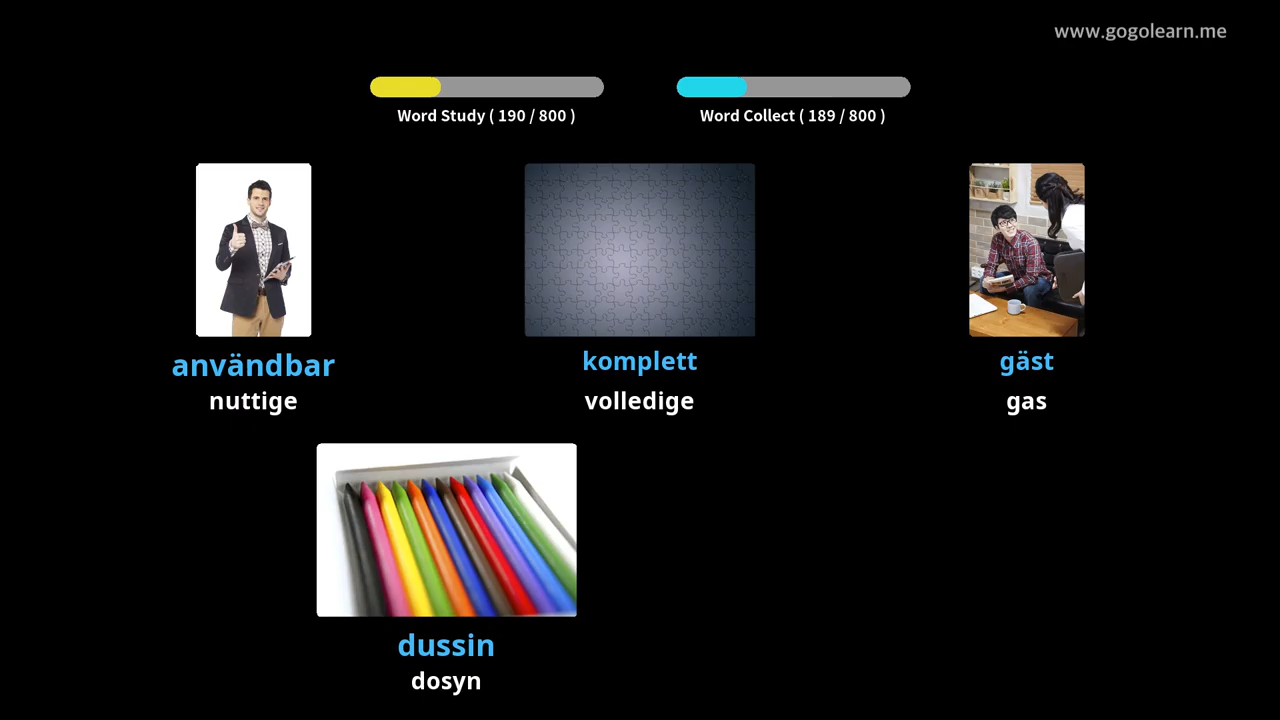 www.gogolearn.me
Word Study ( 190 / 800 )
Word Collect ( 189 / 800 )
användbar
nuttige
komplett
volledige
gäst
gas
dussin
dosyn